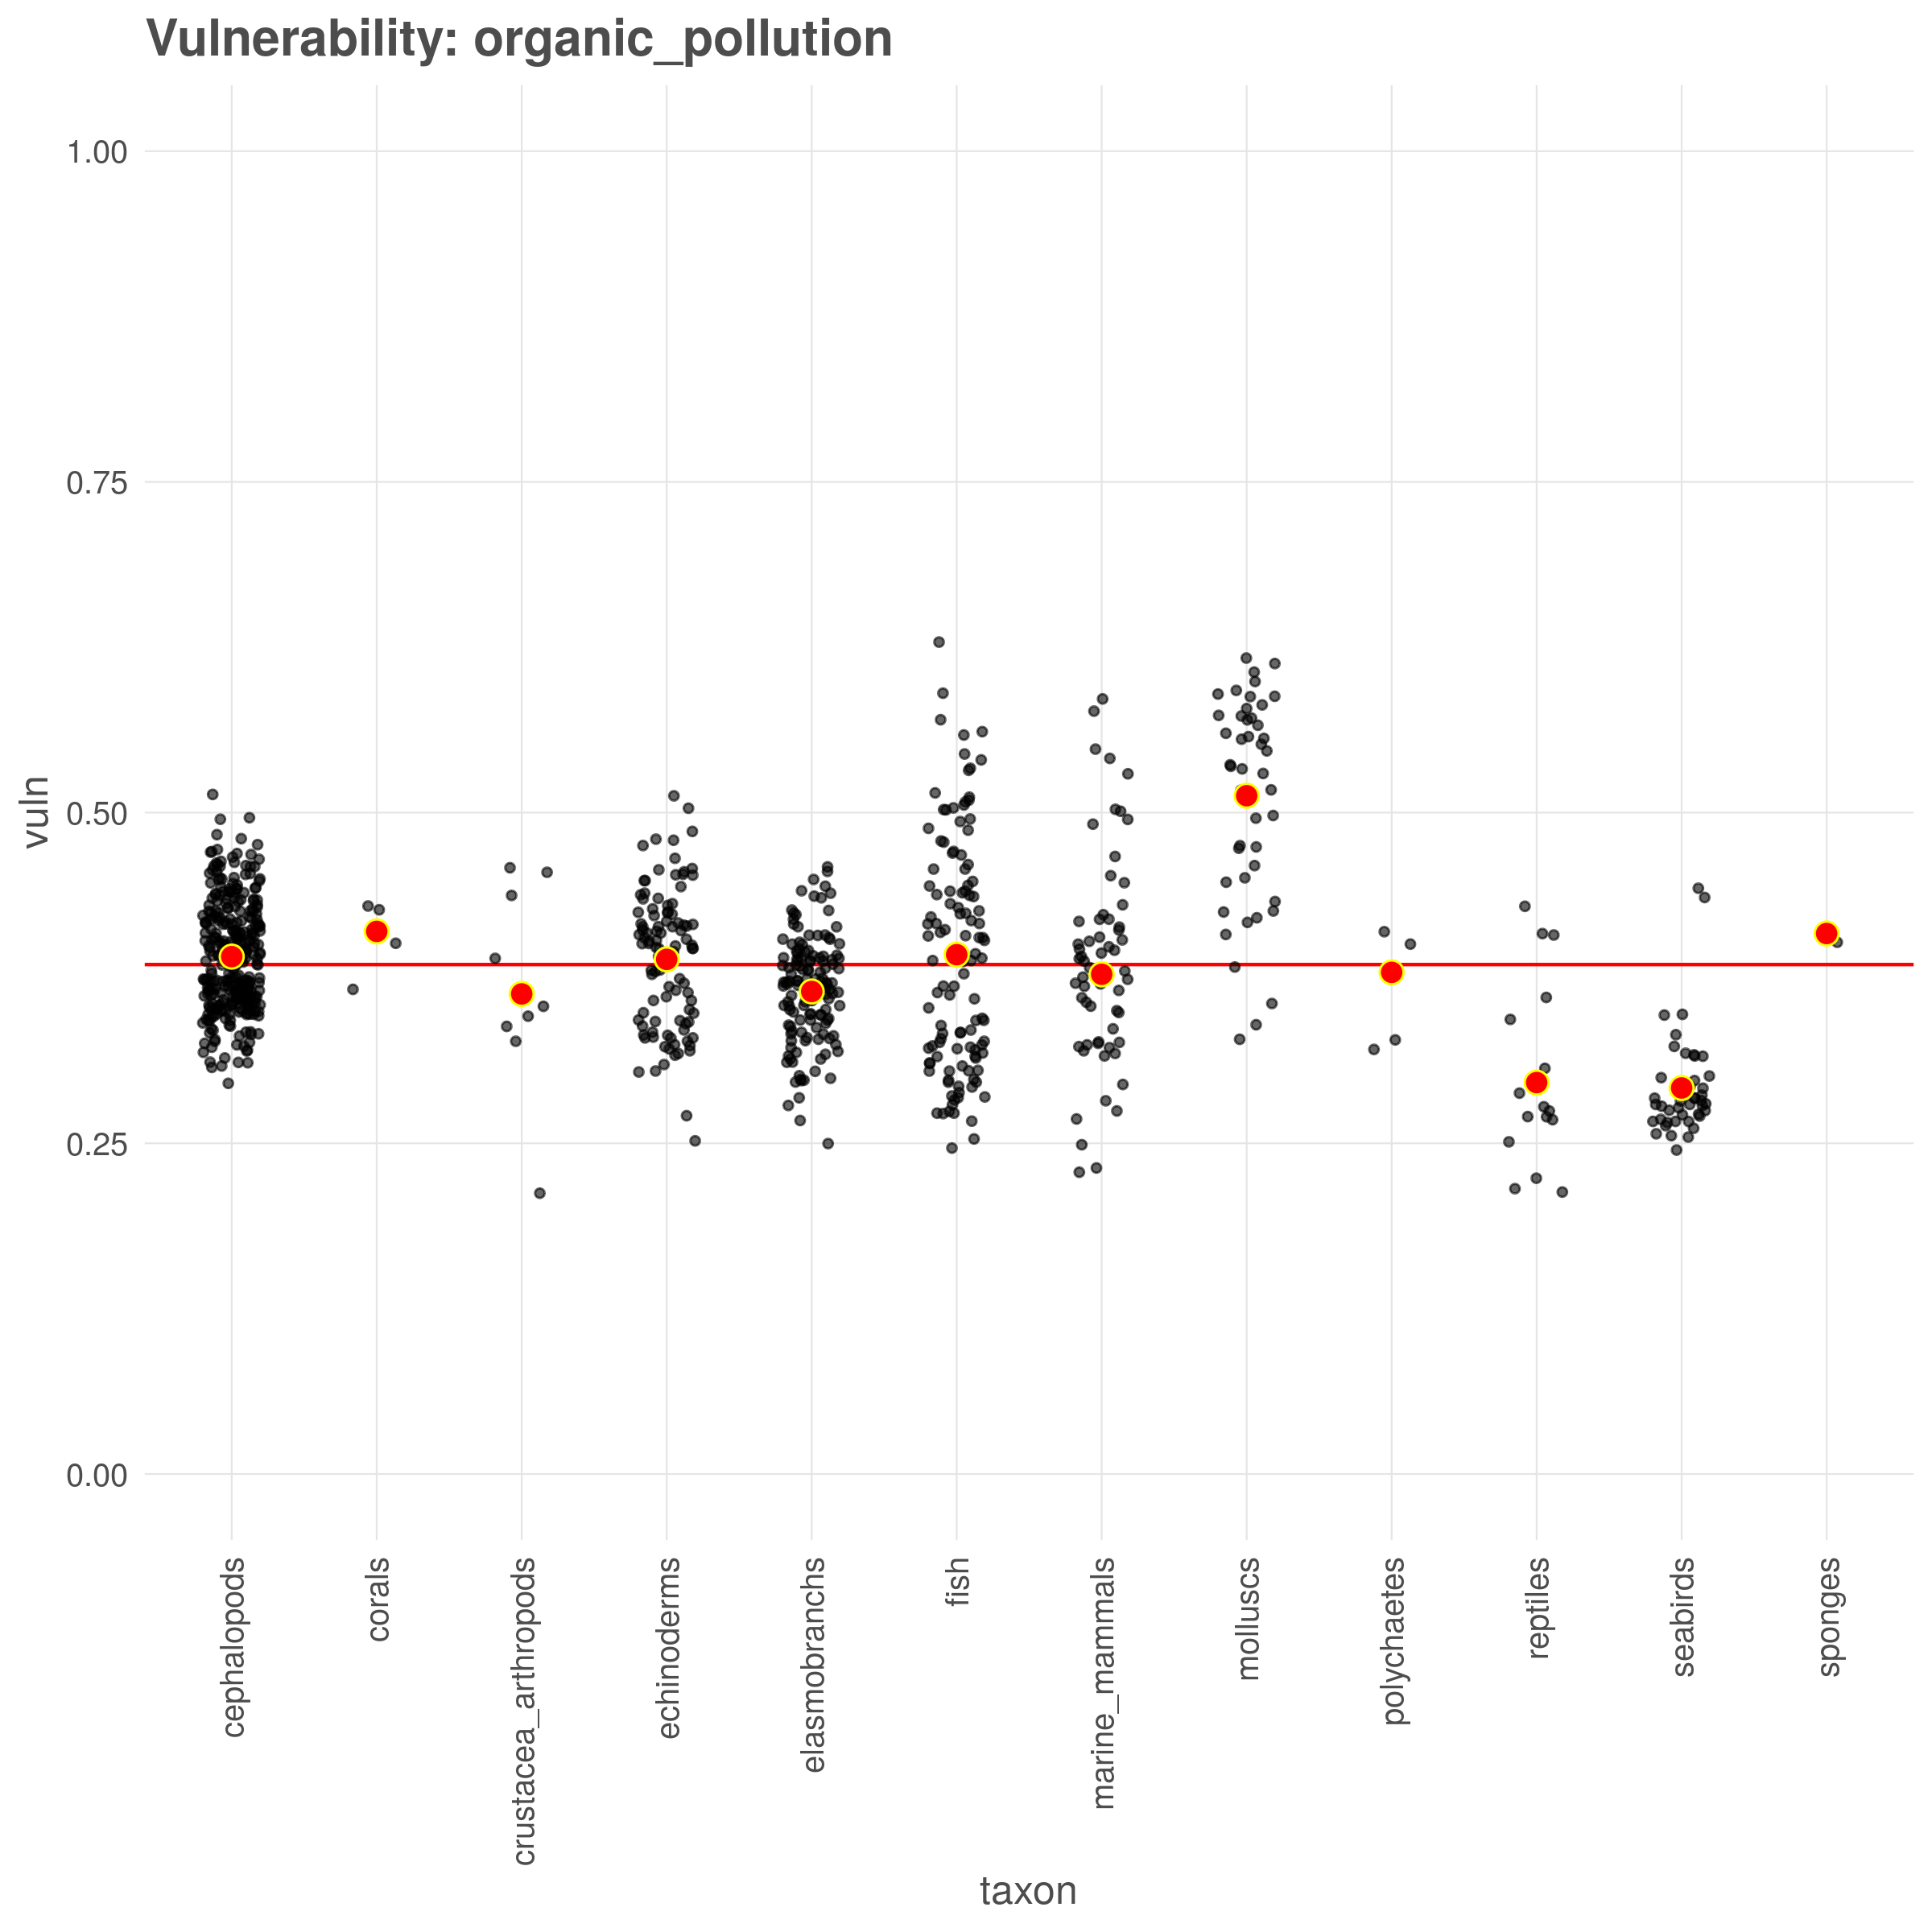 Vulnerability: organic_pollution
vuln
1.00
0.75
0.50
0.25
0.00
cephalopods
corals
crustacea_arthropods
echinoderms
elasmobranchs
fish
marine_mammals
molluscs
polychaetes
reptiles
seabirds
sponges
taxon